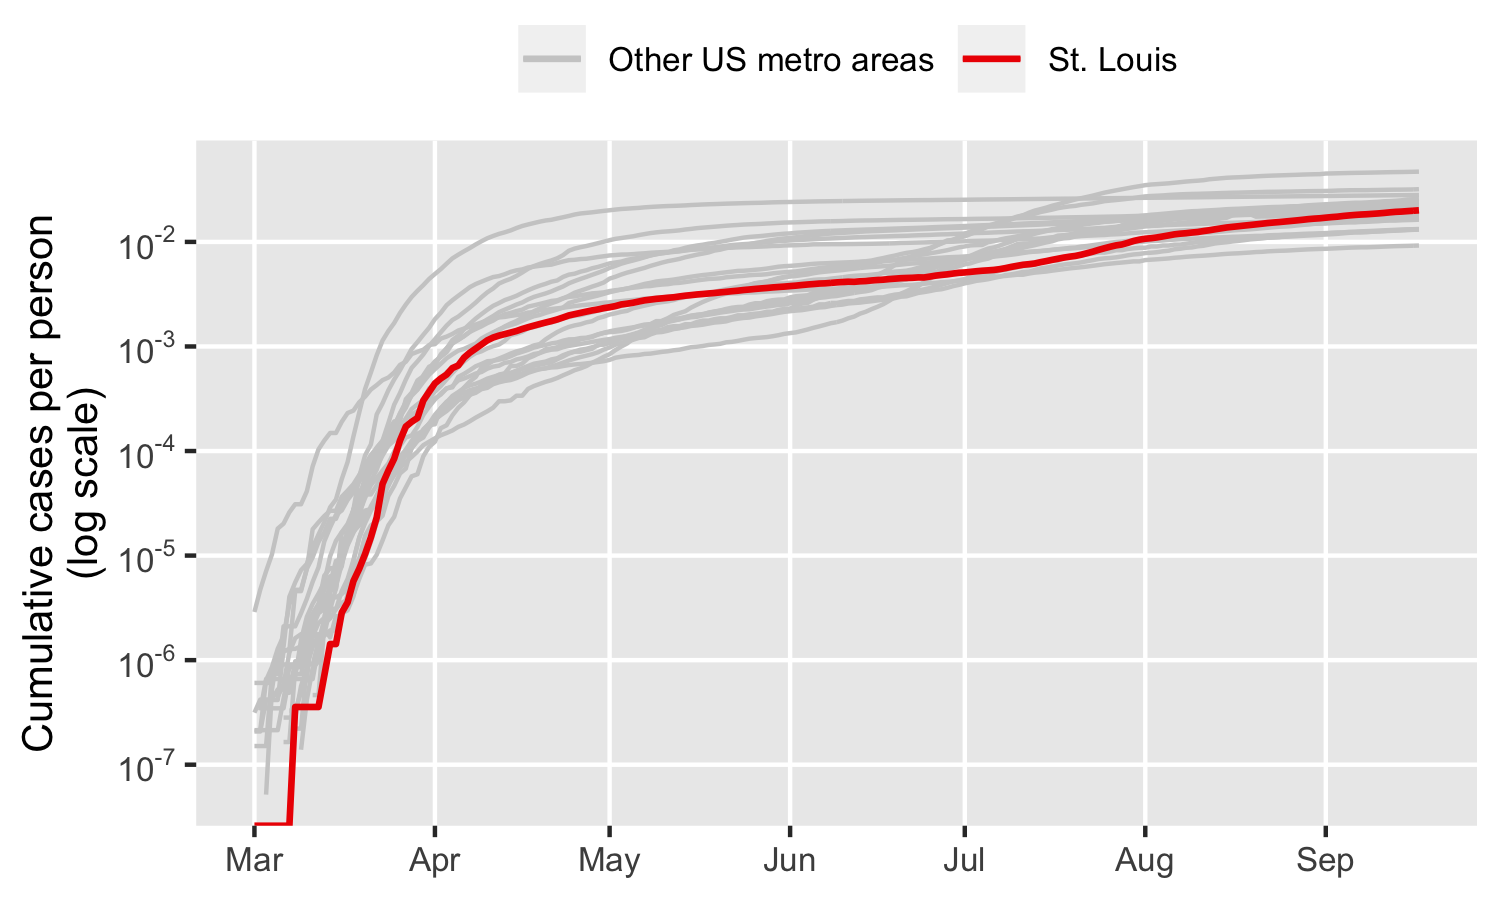 Other US metro areas St. Louis
Cumulative cases per person
(log scale)
10⁻²
10⁻³
10⁻⁴
10⁻⁵
10⁻⁶
10⁻⁷
Mar Apr May Jun Jul Aug Sep